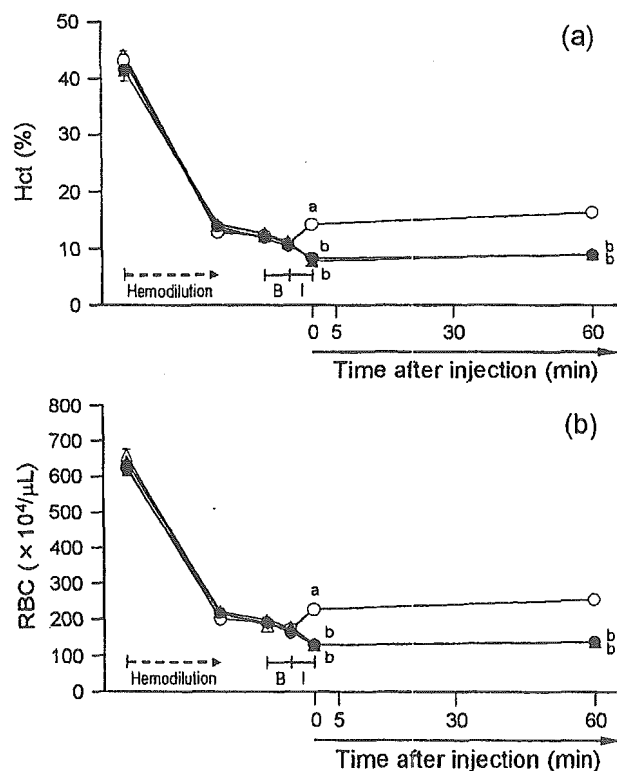 (a)
50
40
30
20
10
0
Hct (%)
a
b
b
b
b
Hemodilution
B
I
0 5 30 60
Time after injection (min)
(b)
800
700
600
500
400
300
200
100
0
RBC (×10⁴/μL)
a
b
b
b
b
Hemodilution
B
I
0 5 30 60
Time after injection (min)